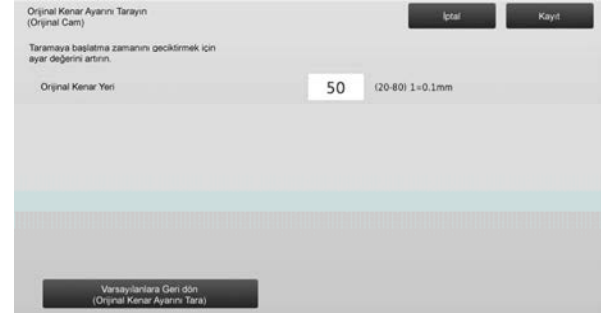 Orijinal Kenar Ayarını Tarayın
(Orijinal Cam)
İptal
Kayıt
Taramaya başlatma zamanını geciktirmek için
ayar değerini artırın.
Orijinal Kenar Yeri
50
(20-80) 1=0.1mm
Varsayılanlara Geri dön
(Orijinal Kenar Ayarını Tara)